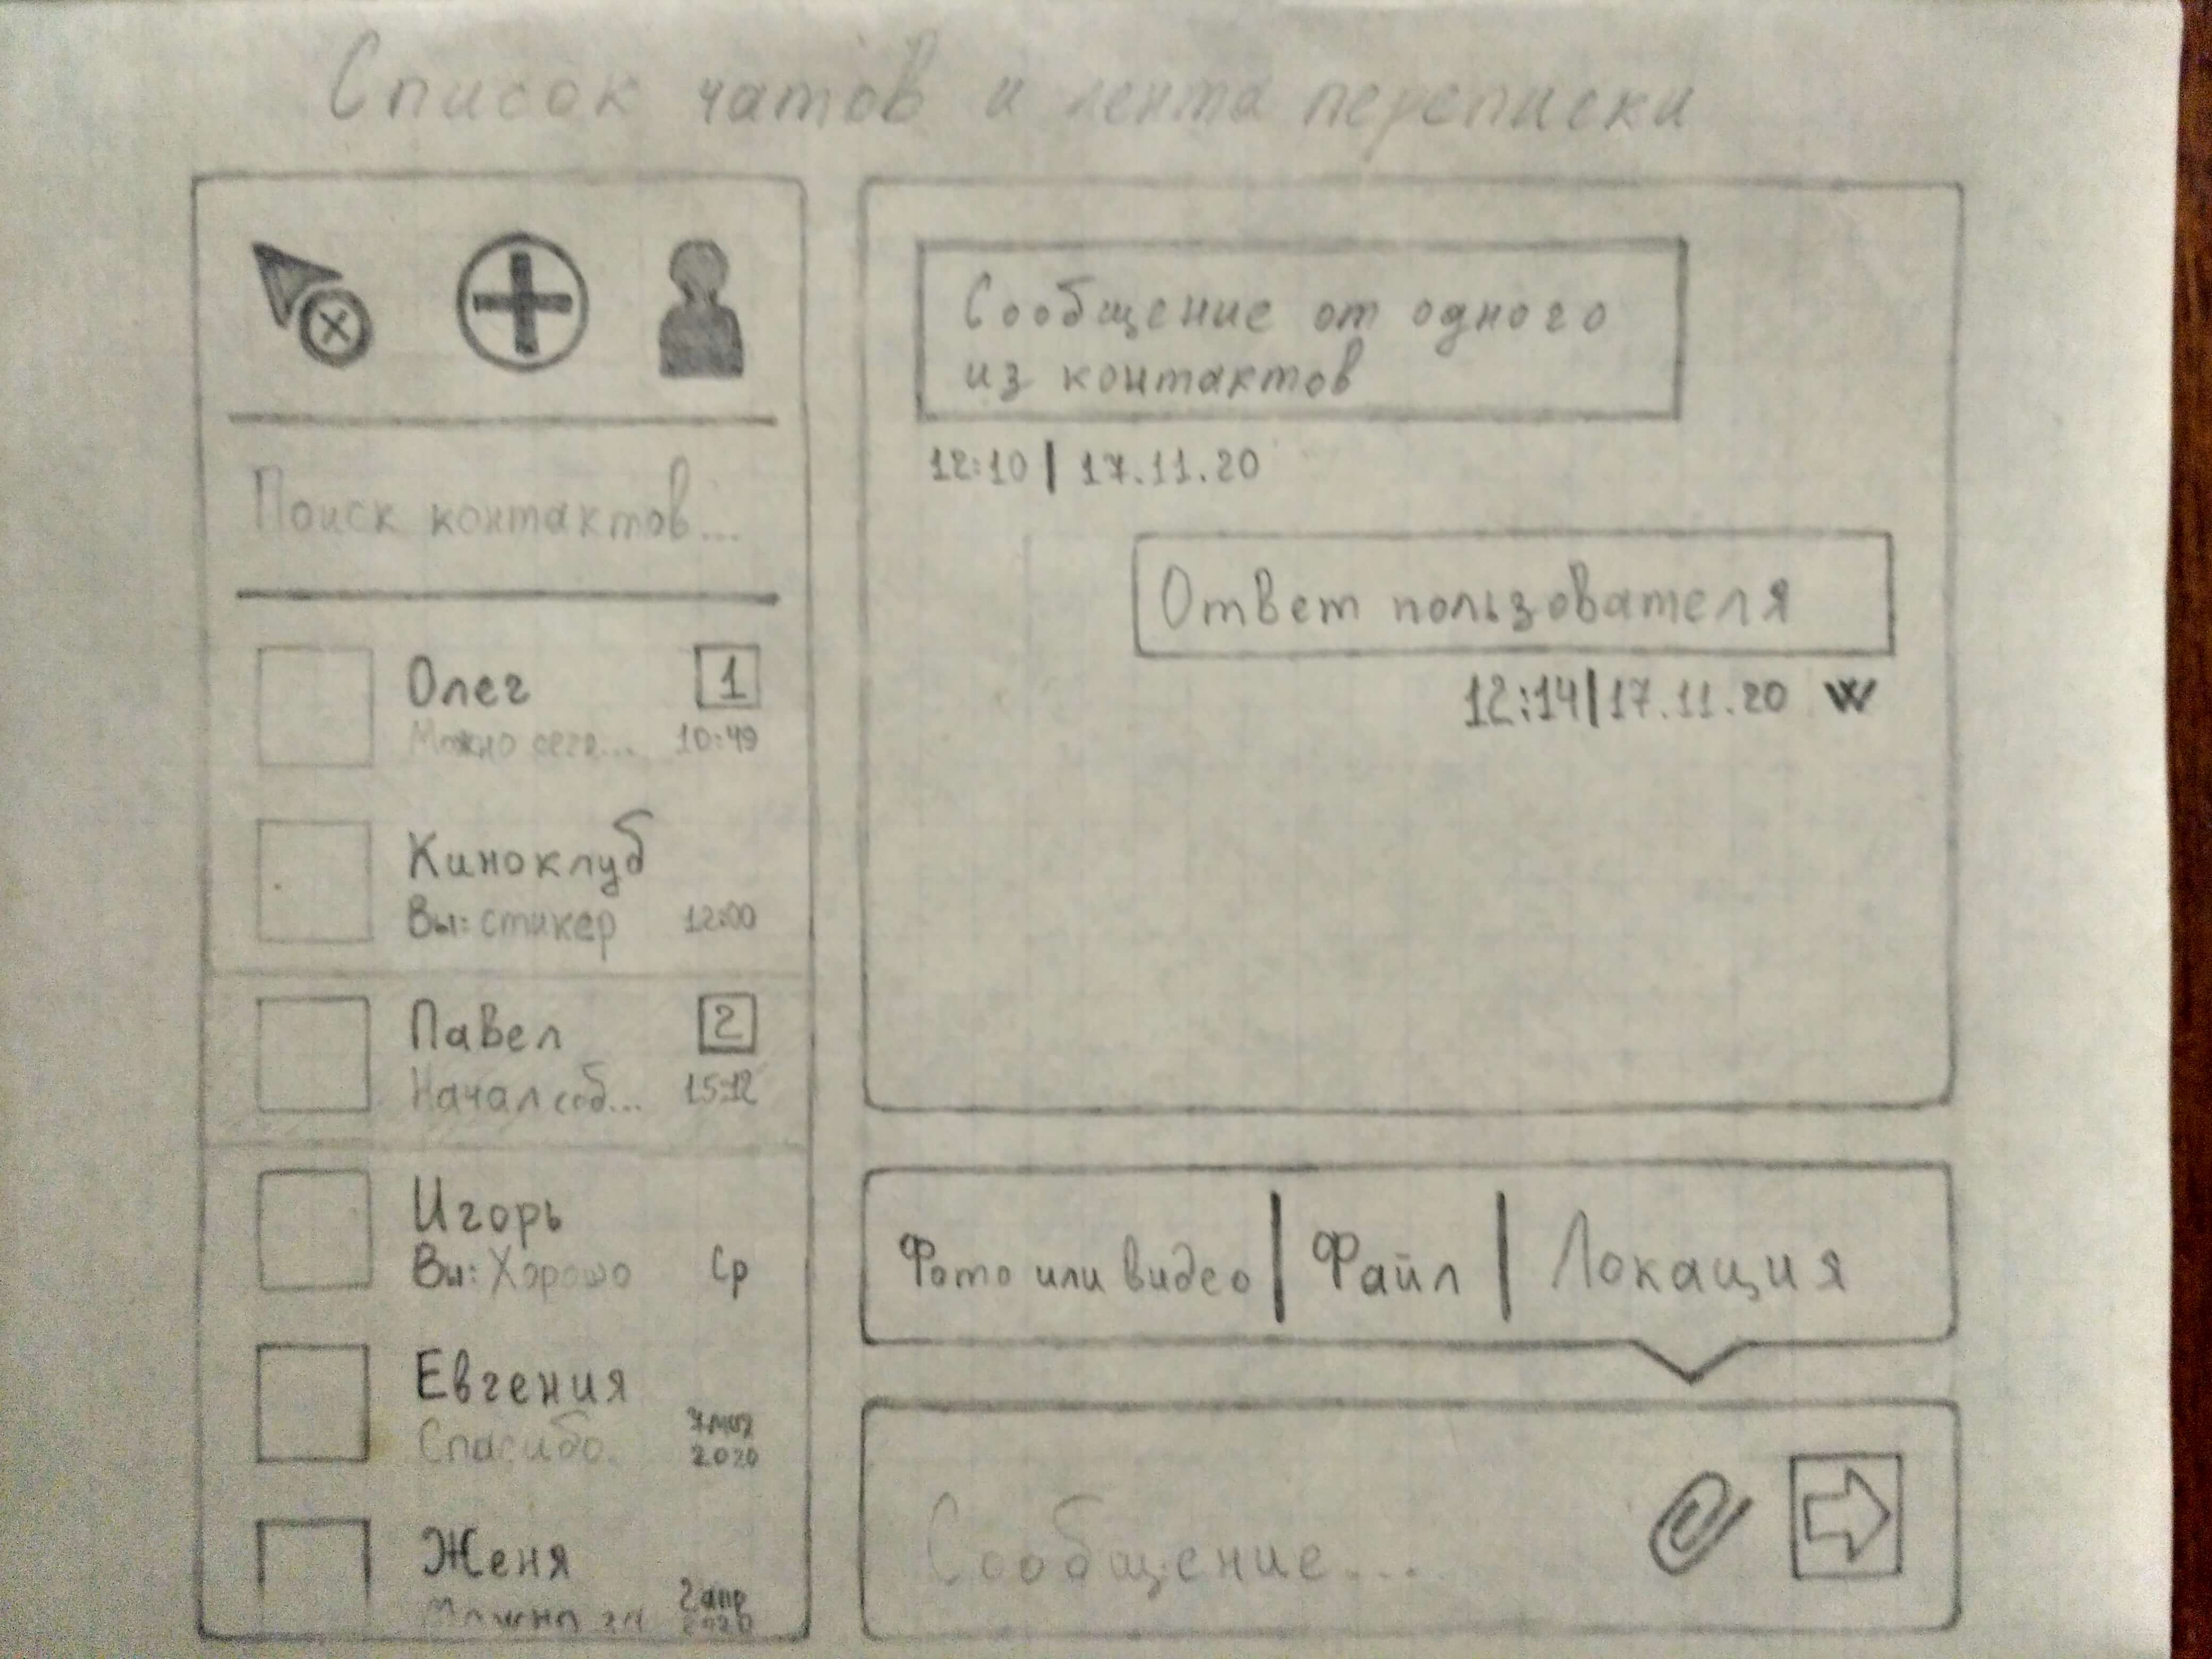 Список чатов и лента переписки
Поиск контактов...
Олег 1
Можно сего... 10:49
Киноклуб
Вы: стикер 12:00
Павел 2
Начал соб... 15:12
Игорь
Вы: Хорошо Ср
Евгения
Спасибо. 7 мая
2020
Женя
Можно 2 апр
2020
Сообщение от одного
из контактов
12:10 | 17.11.20
Ответ пользователя
12:14 | 17.11.20
Фото или видео | Файл | Локация
Сообщение...